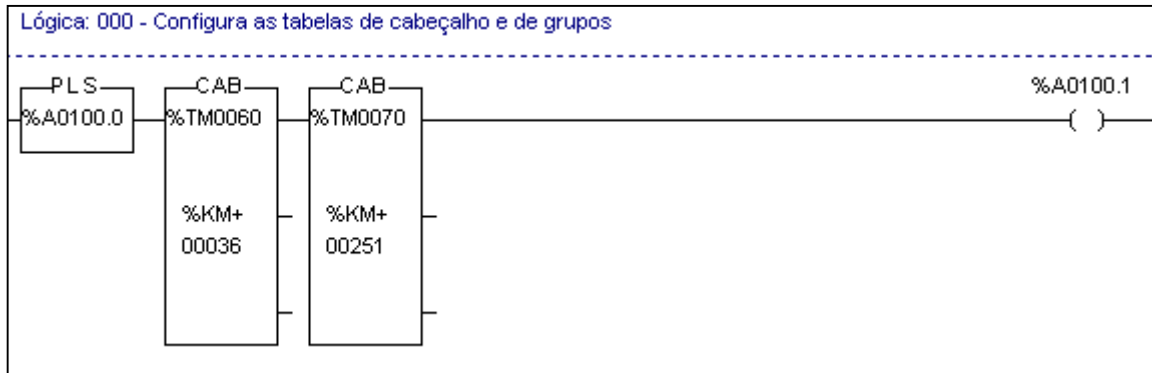 Lógica: 000 - Configura as tabelas de cabeçalho e de grupos
PLS CAB CAB %A0100.1
%A0100.0 %TM0060 %TM0070 ( )
%KM+ %KM+
00036 00251